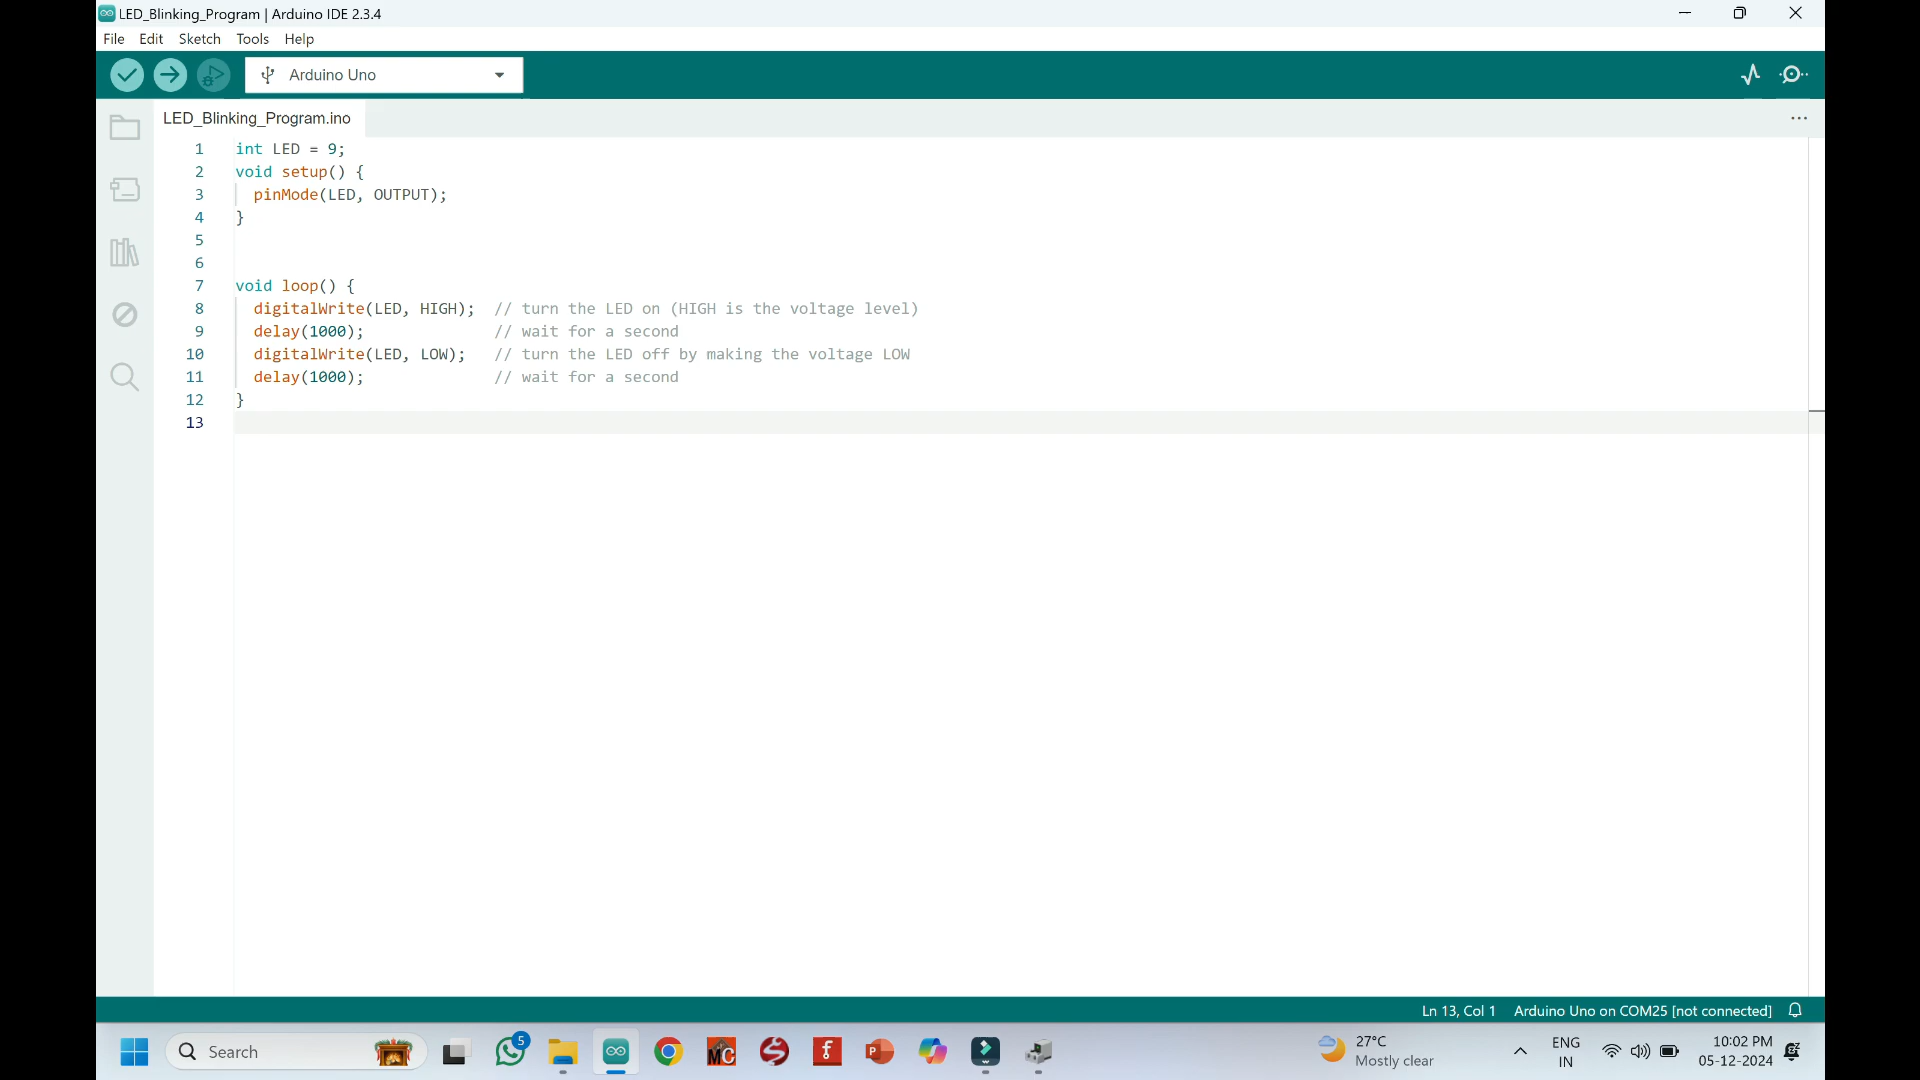 LED_Blinking_Program | Arduino IDE 2.3.4
File Edit Sketch Tools Help
Arduino Uno
LED_Blinking_Program.ino
1 int LED = 9;
2 void setup() {
3 pinMode(LED, OUTPUT);
4 }
5
6
7 void loop() {
8 digitalWrite(LED, HIGH); // turn the LED on (HIGH is the voltage level)
9 delay(1000); // wait for a second
10 digitalWrite(LED, LOW); // turn the LED off by making the voltage LOW
11 delay(1000); // wait for a second
12 }
13
Ln 13, Col 1 Arduino Uno on COM25 [not connected]
Search 5 MC f P 27°C ENG 10:02 PM
Mostly clear IN 05-12-2024